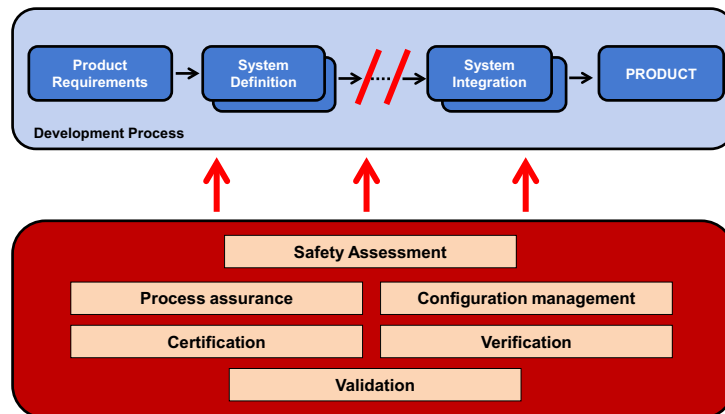 Product
Requirements
System
Definition
System
Integration
PRODUCT
Development Process
Safety Assessment
Process assurance
Configuration management
Certification
Verification
Validation